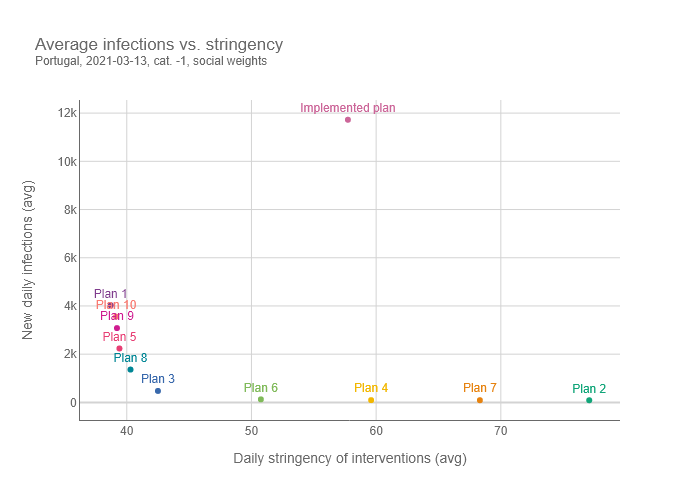 Average infections vs. stringency
Portugal, 2021-03-13, cat. -1, social weights
12k
10k
8k
6k
4k
2k
0
New daily infections (avg)
Implemented plan
Plan 1
Plan 10
Plan 9
Plan 5
Plan 8
Plan 3
Plan 6
Plan 4
Plan 7
Plan 2
40
50
60
70
Daily stringency of interventions (avg)